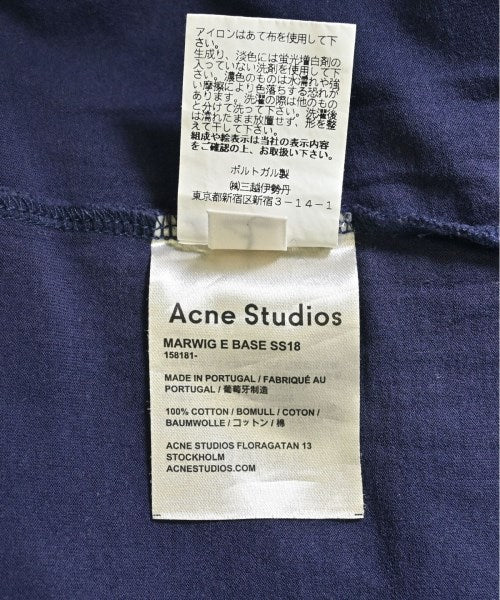 アイロンはあて布を使用して下
さい。
生成り、淡色には蛍光増白剤の
入っていない洗剤を使用して下
さい。濃色のものは水濡れや強
い摩擦により色落ちする恐れが
あります。洗濯の際は他のもの
と分けて洗って下さい。洗濯後
は濡れたまま放置せず、形を整
えて干して下さい。
組成や絵表示は当社の表示内容
をご確認の上、お取扱い下さい。
ポルトガル製
㈱三越伊勢丹
東京都新宿区新宿3-14-1
Acne Studios
MARWIG E BASE SS18
158181-
MADE IN PORTUGAL / FABRIQUÉ AU
PORTUGAL / 葡萄牙制造
100% COTTON / BOMULL / COTON /
BAUMWOLLE / コットン / 棉
ACNE STUDIOS FLORAGATAN 13
STOCKHOLM
ACNESTUDIOS.COM